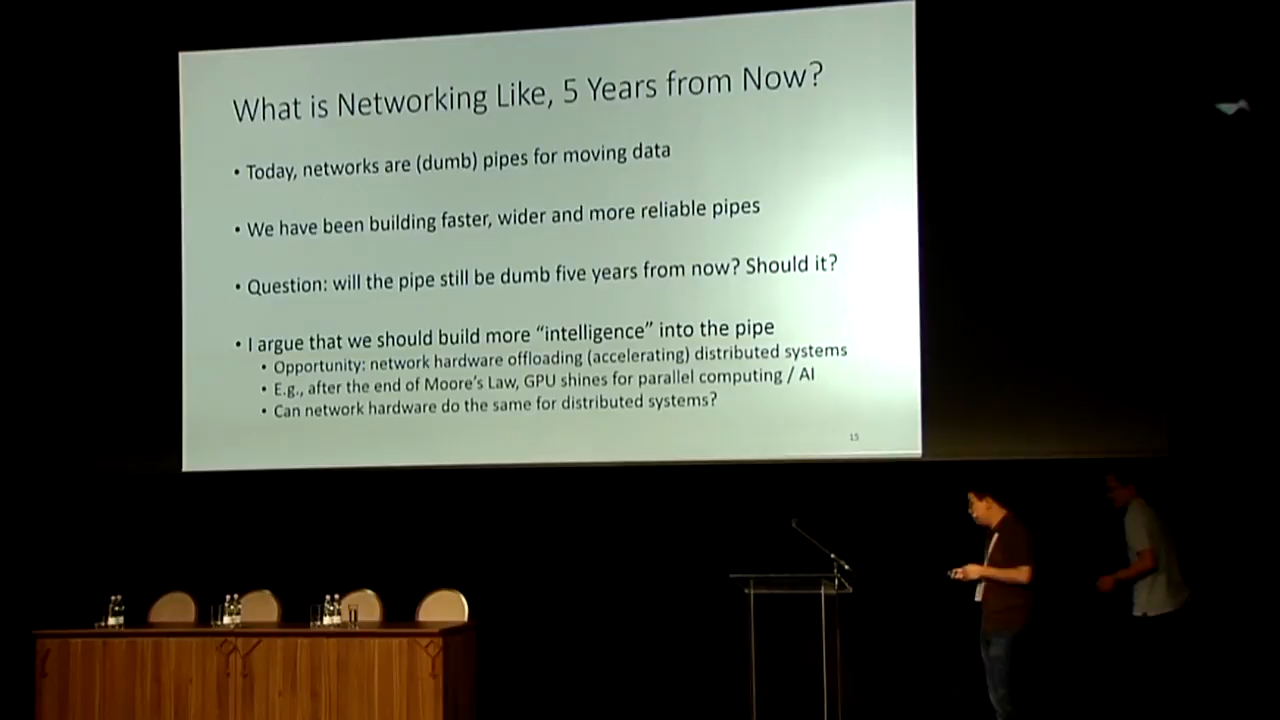 What is Networking Like, 5 Years from Now?
• Today, networks are (dumb) pipes for moving data
• We have been building faster, wider and more reliable pipes
• Question: will the pipe still be dumb five years from now? Should it?
• I argue that we should build more “intelligence” into the pipe
• Opportunity: network hardware offloading (accelerating) distributed systems
• E.g., after the end of Moore’s Law, GPU shines for parallel computing / AI
• Can network hardware do the same for distributed systems?
15